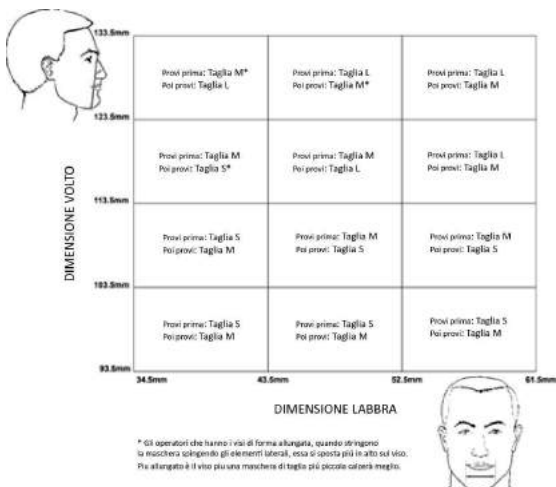 133.5mm
Provi prima: Taglia M*
Poi provi: Taglia L
Provi prima: Taglia L
Poi provi: Taglia M*
Provi prima: Taglia L
Poi provi: Taglia M
123.5mm
Provi prima: Taglia M
Poi provi: Taglia S*
Provi prima: Taglia M
Poi provi: Taglia L
Provi prima: Taglia L
Poi provi: Taglia M
DIMENSIONE VOLTO
113.5mm
Provi prima: Taglia S
Poi provi: Taglia M
Provi prima: Taglia M
Poi provi: Taglia S
Provi prima: Taglia M
Poi provi: Taglia S
103.5mm
Provi prima: Taglia S
Poi provi: Taglia M
Provi prima: Taglia S
Poi provi: Taglia M
Provi prima: Taglia S
Poi provi: Taglia M
93.5mm
34.5mm
43.5mm
52.5mm
61.5mm
DIMENSIONE LABBRA
* Gli operatori che hanno i visi di forma allungata, quando stringono
la maschera spingendo gli elementi laterali, essa si sposta più in alto sul viso.
Piu allungato è il viso piu una maschera di taglia più piccola calzerà meglio.